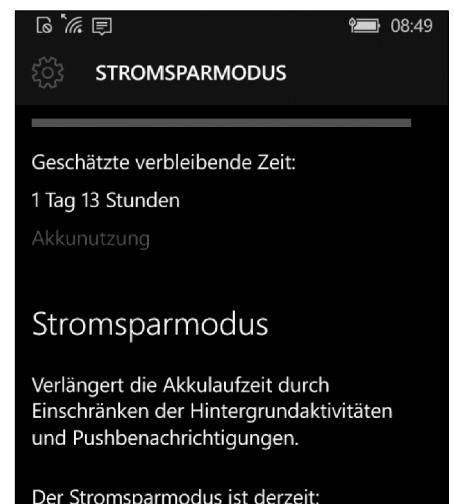 08:49
STROMSPARMODUS
Geschätzte verbleibende Zeit:
1 Tag 13 Stunden
Akkunutzung
Stromsparmodus
Verlängert die Akkulaufzeit durch
Einschränken der Hintergrundaktivitäten
und Pushbenachrichtigungen.
Der Stromsparmodus ist derzeit: